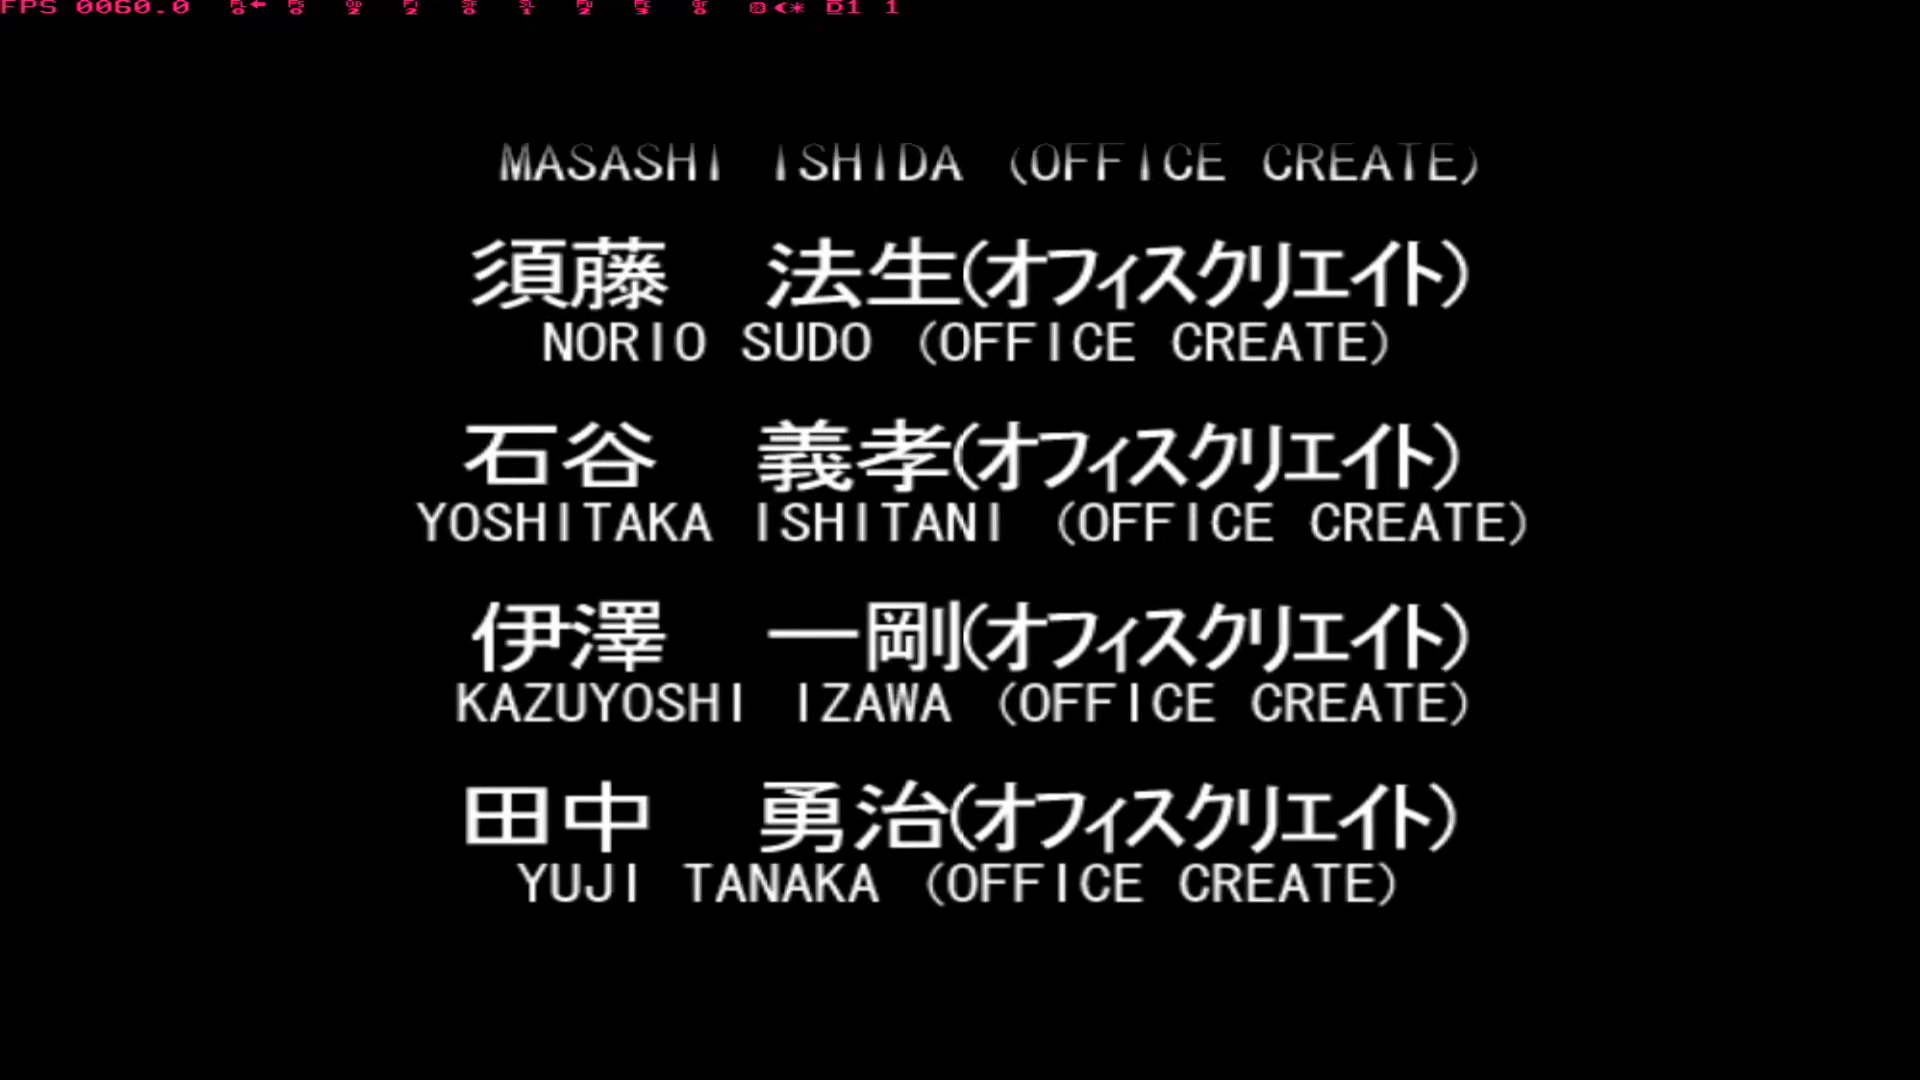 FPS 0060.0
MASASHI ISHIDA (OFFICE CREATE)
須藤　法生(オフィスクリエイト)
NORIO SUDO (OFFICE CREATE)
石谷　義孝(オフィスクリエイト)
YOSHITAKA ISHITANI (OFFICE CREATE)
伊澤　一剛(オフィスクリエイト)
KAZUYOSHI IZAWA (OFFICE CREATE)
田中　勇治(オフィスクリエイト)
YUJI TANAKA (OFFICE CREATE)